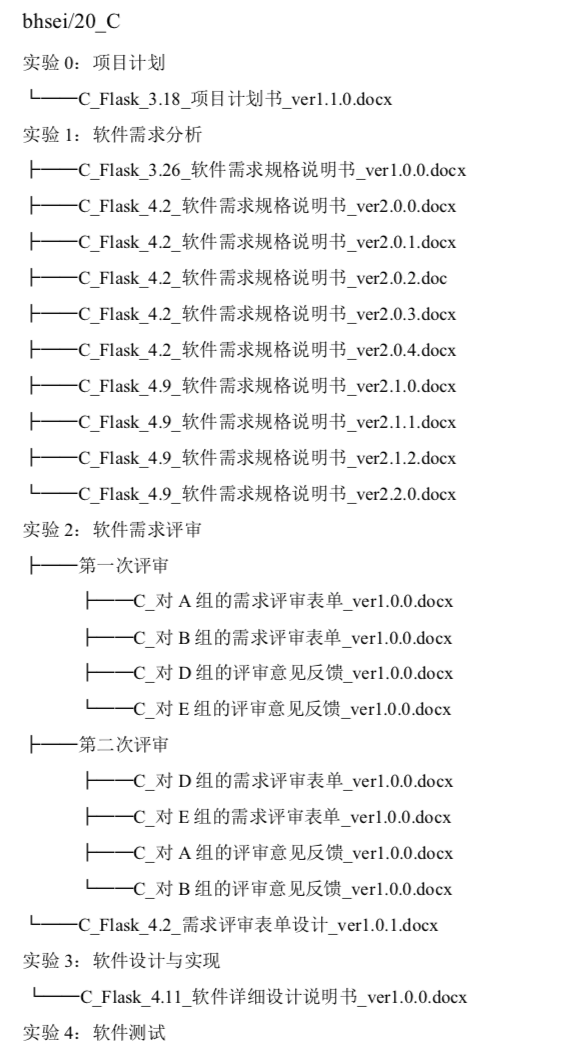 bhsei/20_C
实验 0：项目计划
└───C_Flask_3.18_项目计划书_ver1.1.0.docx
实验 1：软件需求分析
├───C_Flask_3.26_软件需求规格说明书_ver1.0.0.docx
├───C_Flask_4.2_软件需求规格说明书_ver2.0.0.docx
├───C_Flask_4.2_软件需求规格说明书_ver2.0.1.docx
├───C_Flask_4.2_软件需求规格说明书_ver2.0.2.doc
├───C_Flask_4.2_软件需求规格说明书_ver2.0.3.docx
├───C_Flask_4.2_软件需求规格说明书_ver2.0.4.docx
├───C_Flask_4.9_软件需求规格说明书_ver2.1.0.docx
├───C_Flask_4.9_软件需求规格说明书_ver2.1.1.docx
├───C_Flask_4.9_软件需求规格说明书_ver2.1.2.docx
└───C_Flask_4.9_软件需求规格说明书_ver2.2.0.docx
实验 2：软件需求评审
├───第一次评审
├───C_对 A 组的需求评审表单_ver1.0.0.docx
├───C_对 B 组的需求评审表单_ver1.0.0.docx
├───C_对 D 组的评审意见反馈_ver1.0.0.docx
└───C_对 E 组的评审意见反馈_ver1.0.0.docx
├───第二次评审
├───C_对 D 组的需求评审表单_ver1.0.0.docx
├───C_对 E 组的需求评审表单_ver1.0.0.docx
├───C_对 A 组的评审意见反馈_ver1.0.0.docx
└───C_对 B 组的评审意见反馈_ver1.0.0.docx
└───C_Flask_4.2_需求评审表单设计_ver1.0.1.docx
实验 3：软件设计与实现
└───C_Flask_4.11_软件详细设计说明书_ver1.0.0.docx
实验 4：软件测试